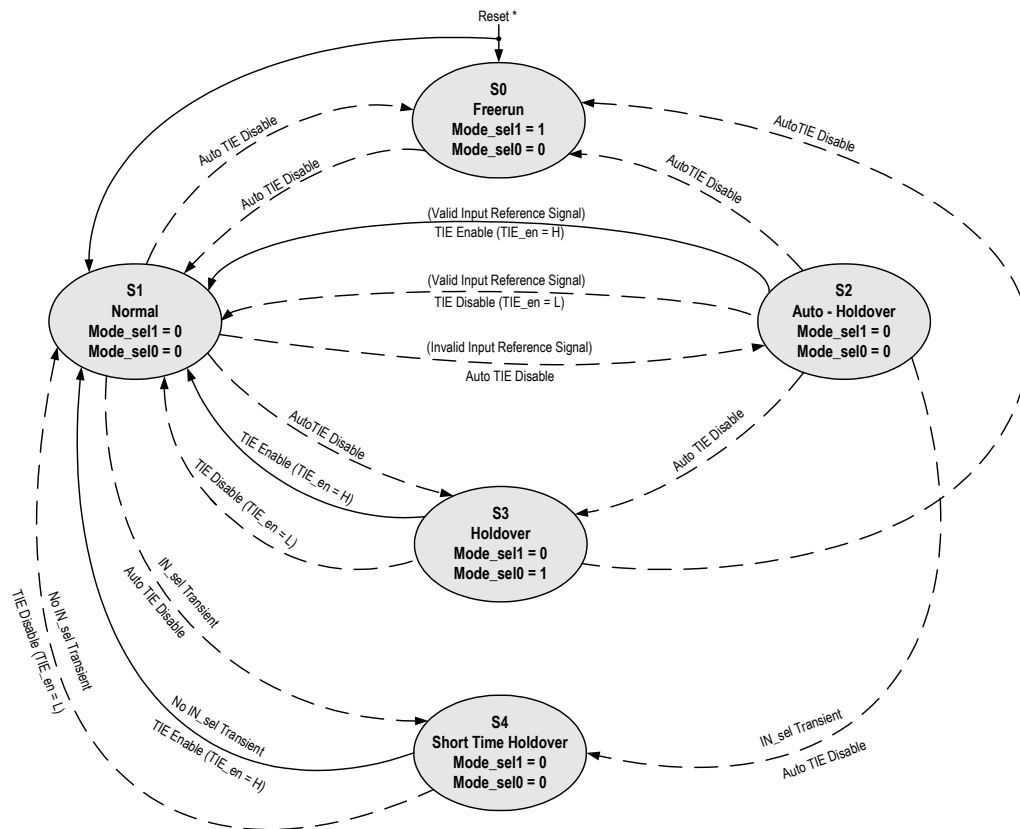 Reset *
S0
Freerun
Mode_sel1 = 1
Mode_sel0 = 0
Auto TIE Disable
Auto TIE Disable
AutoTIE Disable
AutoTIE Disable
(Valid Input Reference Signal)
TIE Enable (TIE_en = H)
S1
Normal
Mode_sel1 = 0
Mode_sel0 = 0
(Valid Input Reference Signal)
TIE Disable (TIE_en = L)
S2
Auto - Holdover
Mode_sel1 = 0
Mode_sel0 = 0
(Invalid Input Reference Signal)
Auto TIE Disable
AutoTIE Disable
TIE Enable (TIE_en = H)
TIE Disable (TIE_en = L)
Auto TIE Disable
S3
Holdover
Mode_sel1 = 0
Mode_sel0 = 1
IN_sel Transient
Auto TIE Disable
No IN_sel Transient
TIE Disable (TIE_en = L)
No IN_sel Transient
TIE Enable (TIE_en = H)
S4
Short Time Holdover
Mode_sel1 = 0
Mode_sel0 = 0
IN_sel Transient
Auto TIE Disable